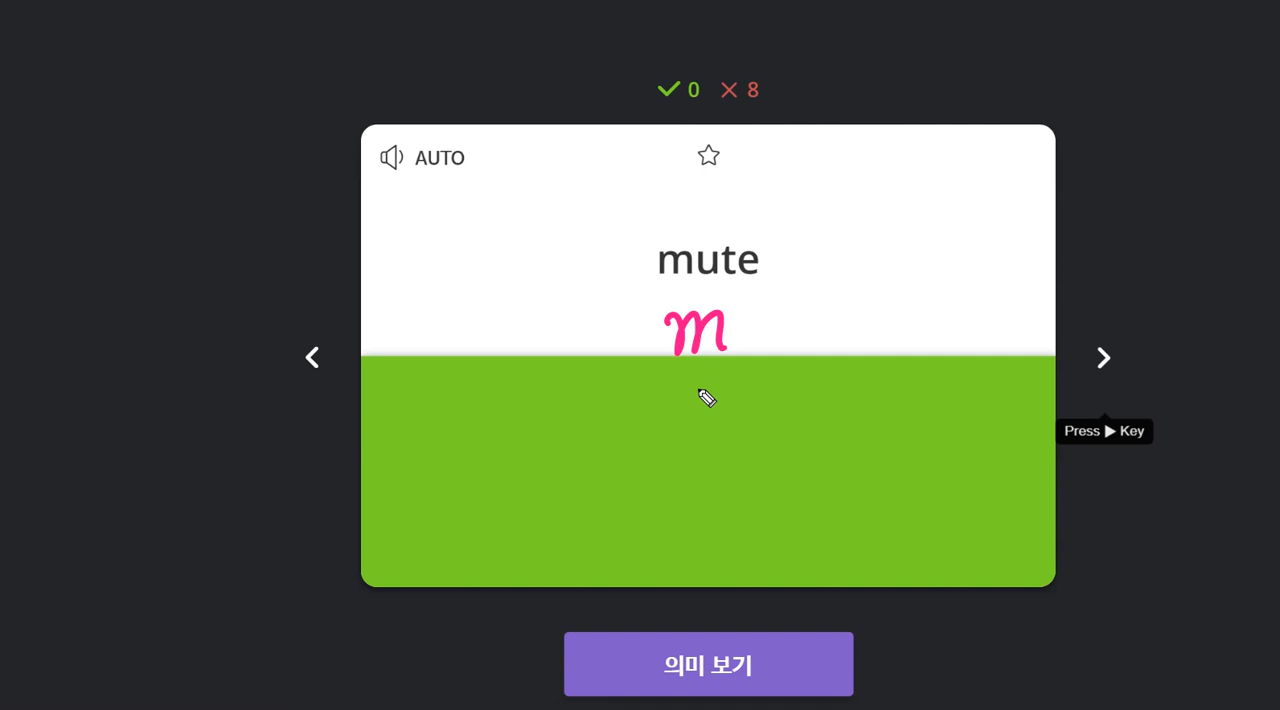 0 8
AUTO
mute
m
Press ▶ Key
의미 보기